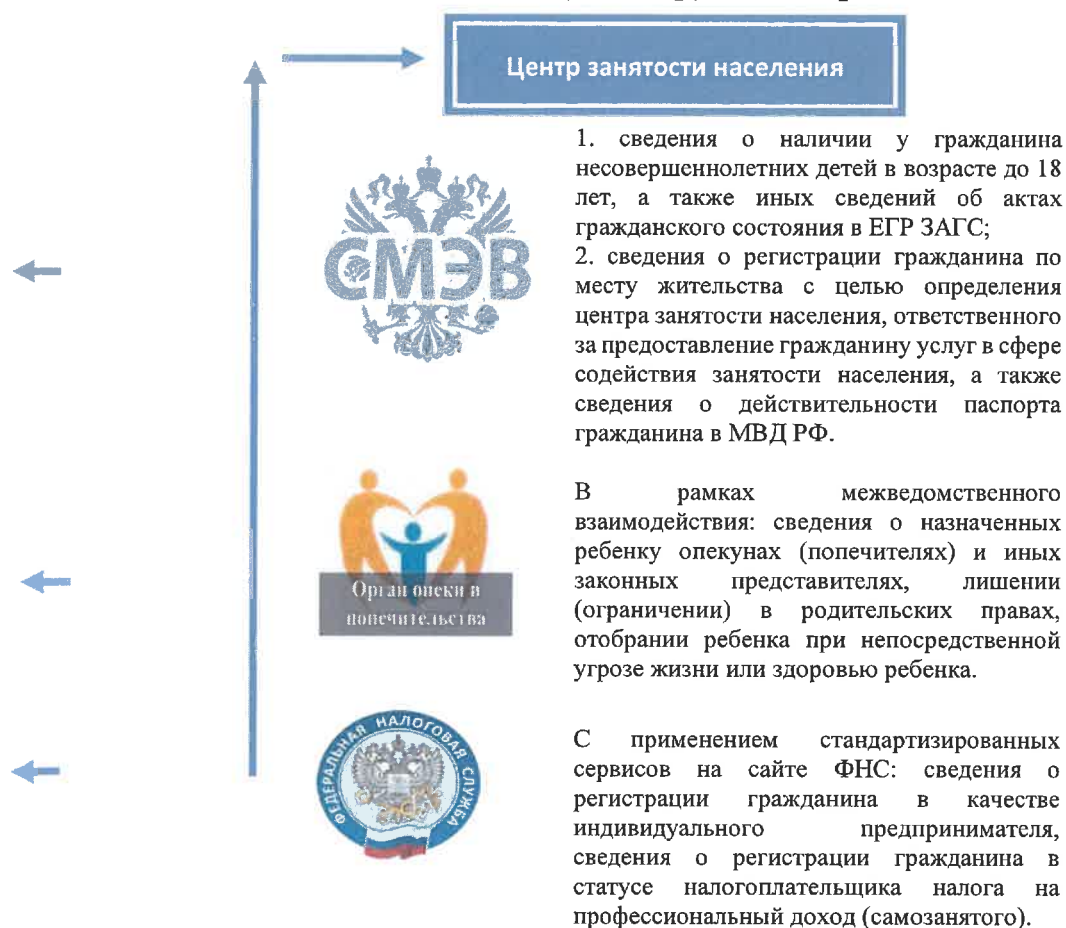 Центр занятости населения
1. сведения о наличии у гражданина
несовершеннолетних детей в возрасте до 18
лет, а также иных сведений об актах
гражданского состояния в ЕГР ЗАГС;
2. сведения о регистрации гражданина по
месту жительства с целью определения
центра занятости населения, ответственного
за предоставление гражданину услуг в сфере
содействия занятости населения, а также
сведения о действительности паспорта
гражданина в МВД РФ.
СМЭВ
В рамках межведомственного
взаимодействия: сведения о назначенных
ребенку опекунах (попечителях) и иных
законных представителях, лишении
(ограничении) в родительских правах,
отобрании ребенка при непосредственной
угрозе жизни или здоровью ребенка.
Орган опеки и
попечительства
ФЕДЕРАЛЬНАЯ НАЛОГОВАЯ СЛУЖБА
С применением стандартизированных
сервисов на сайте ФНС: сведения о
регистрации гражданина в качестве
индивидуального предпринимателя,
сведения о регистрации гражданина в
статусе налогоплательщика налога на
профессиональный доход (самозанятого).